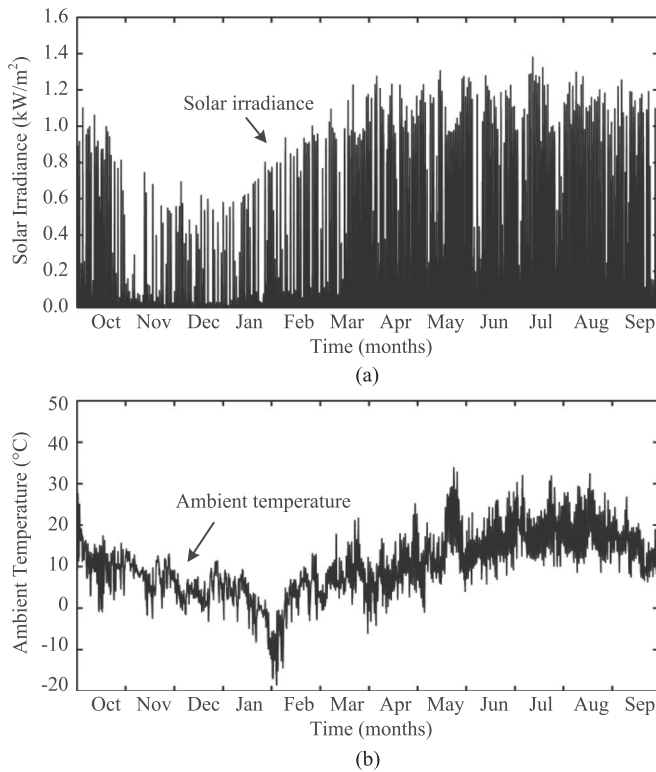 1.6
1.4
1.2
1.0
0.8
0.6
0.4
0.2
0.0
Solar Irradiance (kW/m²)
Solar irradiance
Oct Nov Dec Jan Feb Mar Apr May Jun Jul Aug Sep
Time (months)
(a)
50
40
30
20
10
0
-10
-20
Ambient Temperature (°C)
Ambient temperature
Oct Nov Dec Jan Feb Mar Apr May Jun Jul Aug Sep
Time (months)
(b)